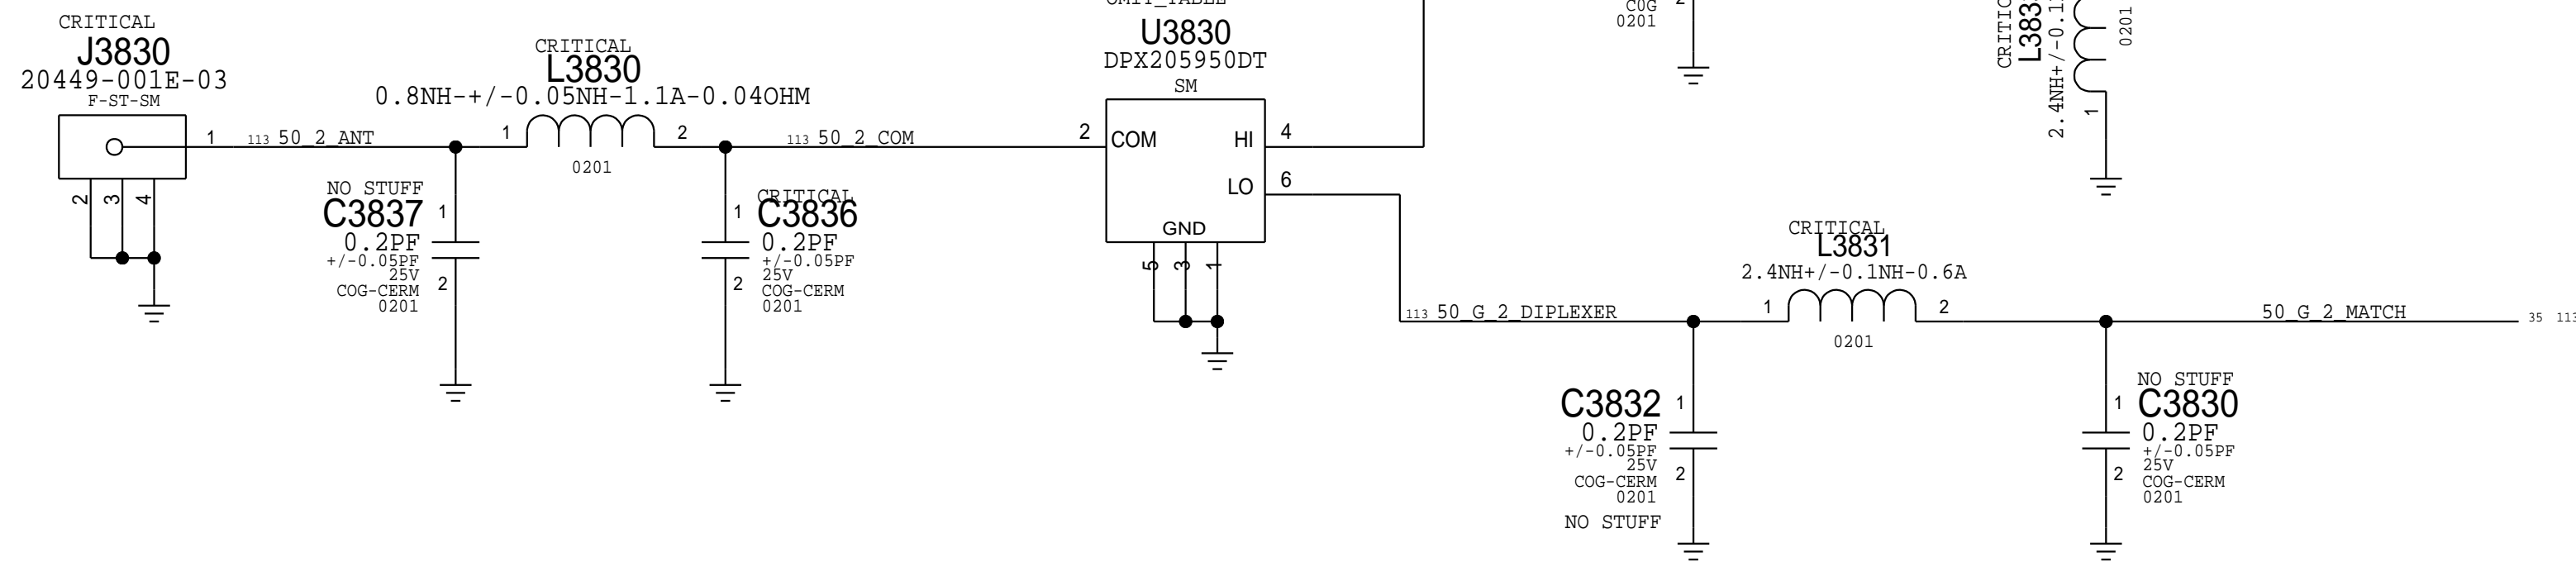 CRITICAL
J3830
20449-001E-03
F-ST-SM
1
2
3
4
113 50_2_ANT
CRITICAL
L3830
0.8NH-+/-0.05NH-1.1A-0.04OHM
1
2
0201
NO STUFF
C3837
0.2PF
+/-0.05PF
25V
COG-CERM
0201
1
2
113 50_2_COM
CRITICAL
C3836
0.2PF
+/-0.05PF
25V
COG-CERM
0201
1
2
OMIT_TABLE
U3830
DPX205950DT
SM
2
COM
HI
4
LO
6
GND
5
3
1
C0G
0201
2
0201
1
113 50_G_2_DIPLEXER
CRITICAL
L3831
2.4NH+/-0.1NH-0.6A
1
2
0201
50_G_2_MATCH
35 113
C3832
0.2PF
+/-0.05PF
25V
COG-CERM
0201
NO STUFF
1
2
NO STUFF
C3830
0.2PF
+/-0.05PF
25V
COG-CERM
0201
1
2